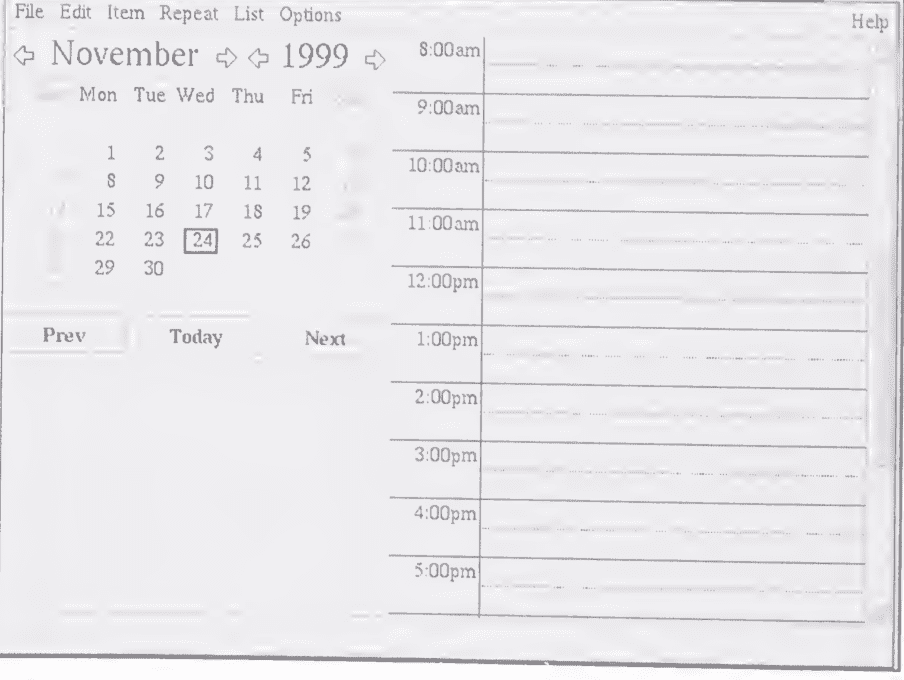 File Edit Item Repeat List Options
Help
November 1999
Mon Tue Wed Thu Fri
1 2 3 4 5
8 9 10 11 12
15 16 17 18 19
22 23 24 25 26
29 30
Prev Today Next
8:00am
9:00am
10:00am
11:00am
12:00pm
1:00pm
2:00pm
3:00pm
4:00pm
5:00pm